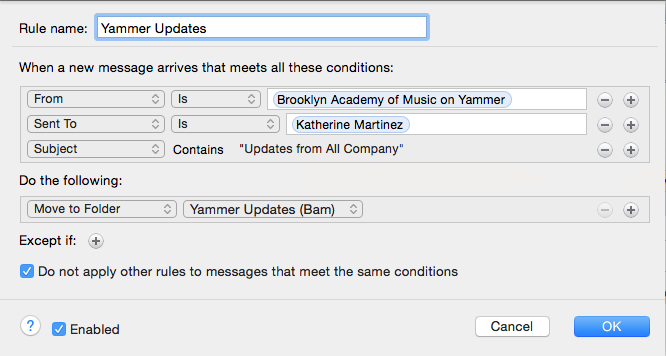 Rule name: Yammer Updates
When a new message arrives that meets all these conditions:
From Is Brooklyn Academy of Music on Yammer
Sent To Is Katherine Martinez
Subject Contains "Updates from All Company"
Do the following:
Move to Folder Yammer Updates (Bam)
Except if:
Do not apply other rules to messages that meet the same conditions
? Enabled Cancel OK